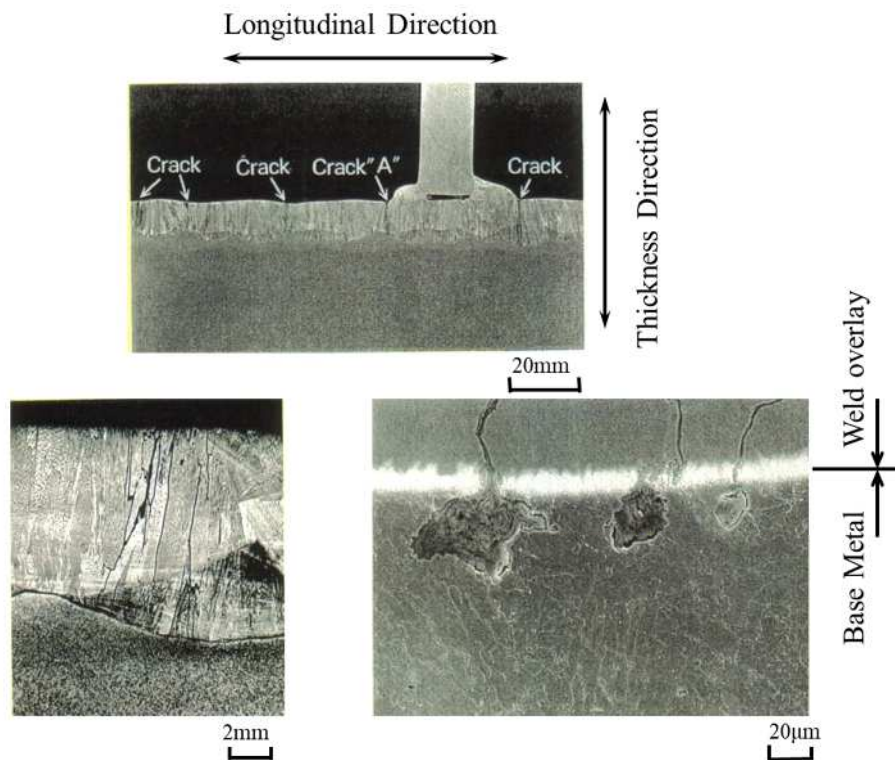 Longitudinal Direction
Crack
Crack
Crack"A"
Crack
Thickness Direction
20mm
Weld overlay
Base Metal
2mm
20μm